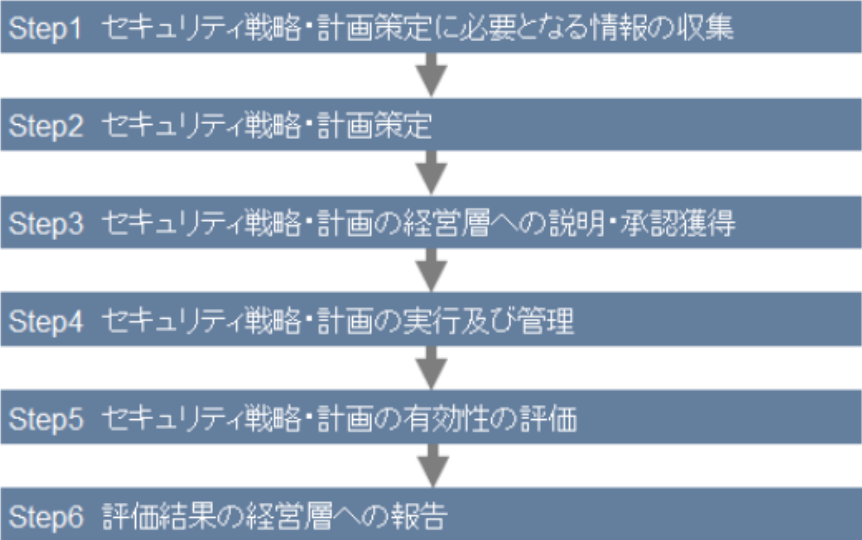 Step1 セキュリティ戦略・計画策定に必要となる情報の収集
Step2 セキュリティ戦略・計画策定
Step3 セキュリティ戦略・計画の経営層への説明・承認獲得
Step4 セキュリティ戦略・計画の実行及び管理
Step5 セキュリティ戦略・計画の有効性の評価
Step6 評価結果の経営層への報告